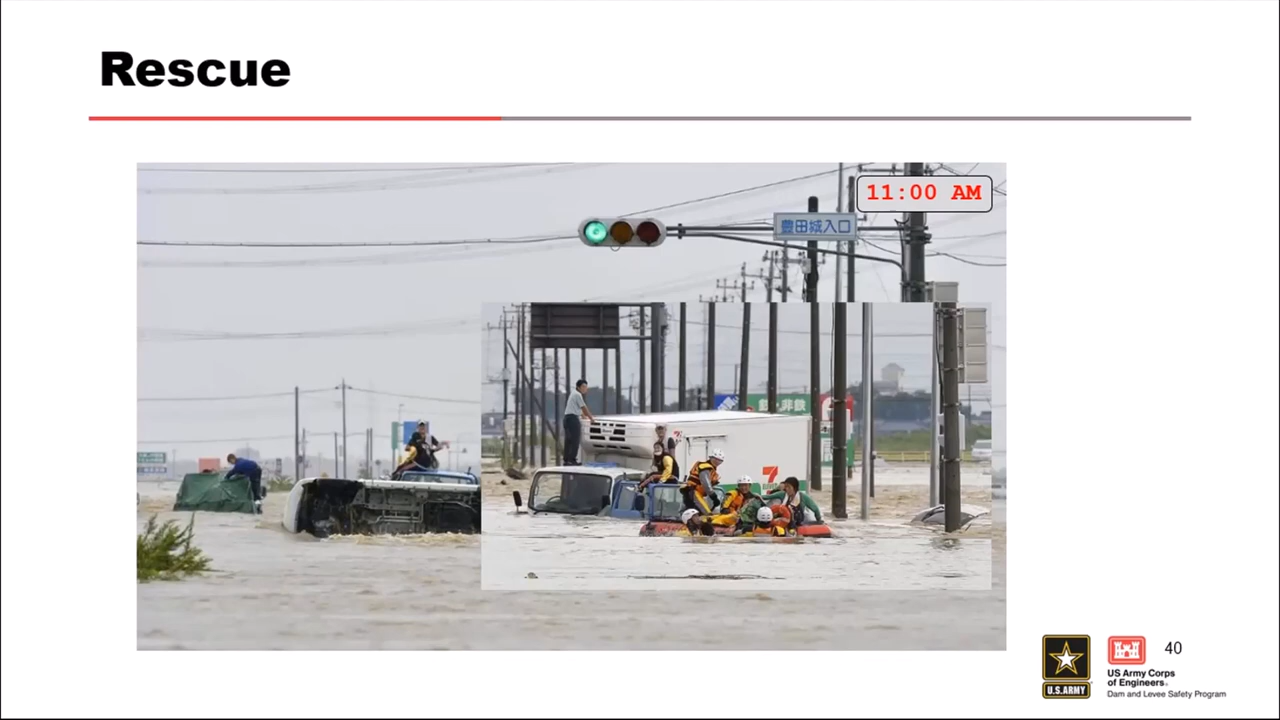 Rescue
11:00 AM
豊田城入口
7
U.S.ARMY
US Army Corps
of Engineers®
Dam and Levee Safety Program
40